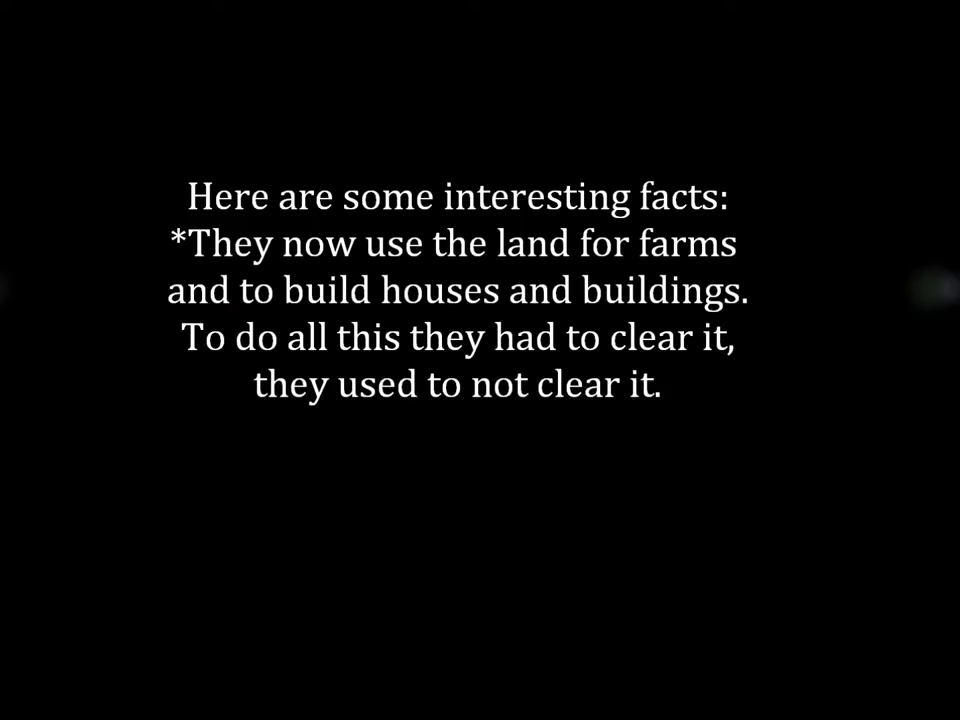 Here are some interesting facts:
*They now use the land for farms
and to build houses and buildings.
To do all this they had to clear it,
they used to not clear it.